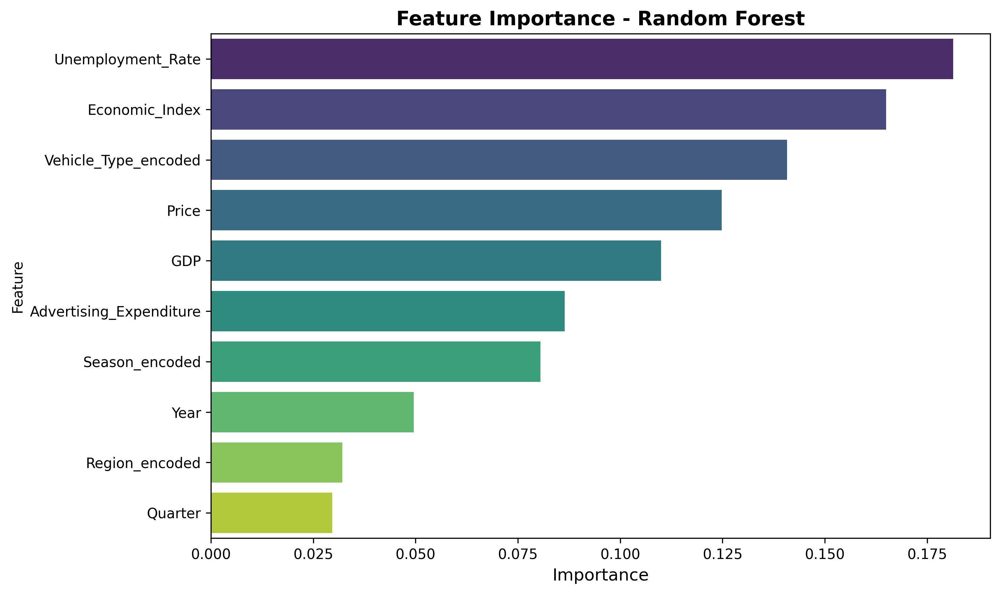 Feature Importance - Random Forest
Feature
Unemployment_Rate
Economic_Index
Vehicle_Type_encoded
Price
GDP
Advertising_Expenditure
Season_encoded
Year
Region_encoded
Quarter
0.000 0.025 0.050 0.075 0.100 0.125 0.150 0.175
Importance